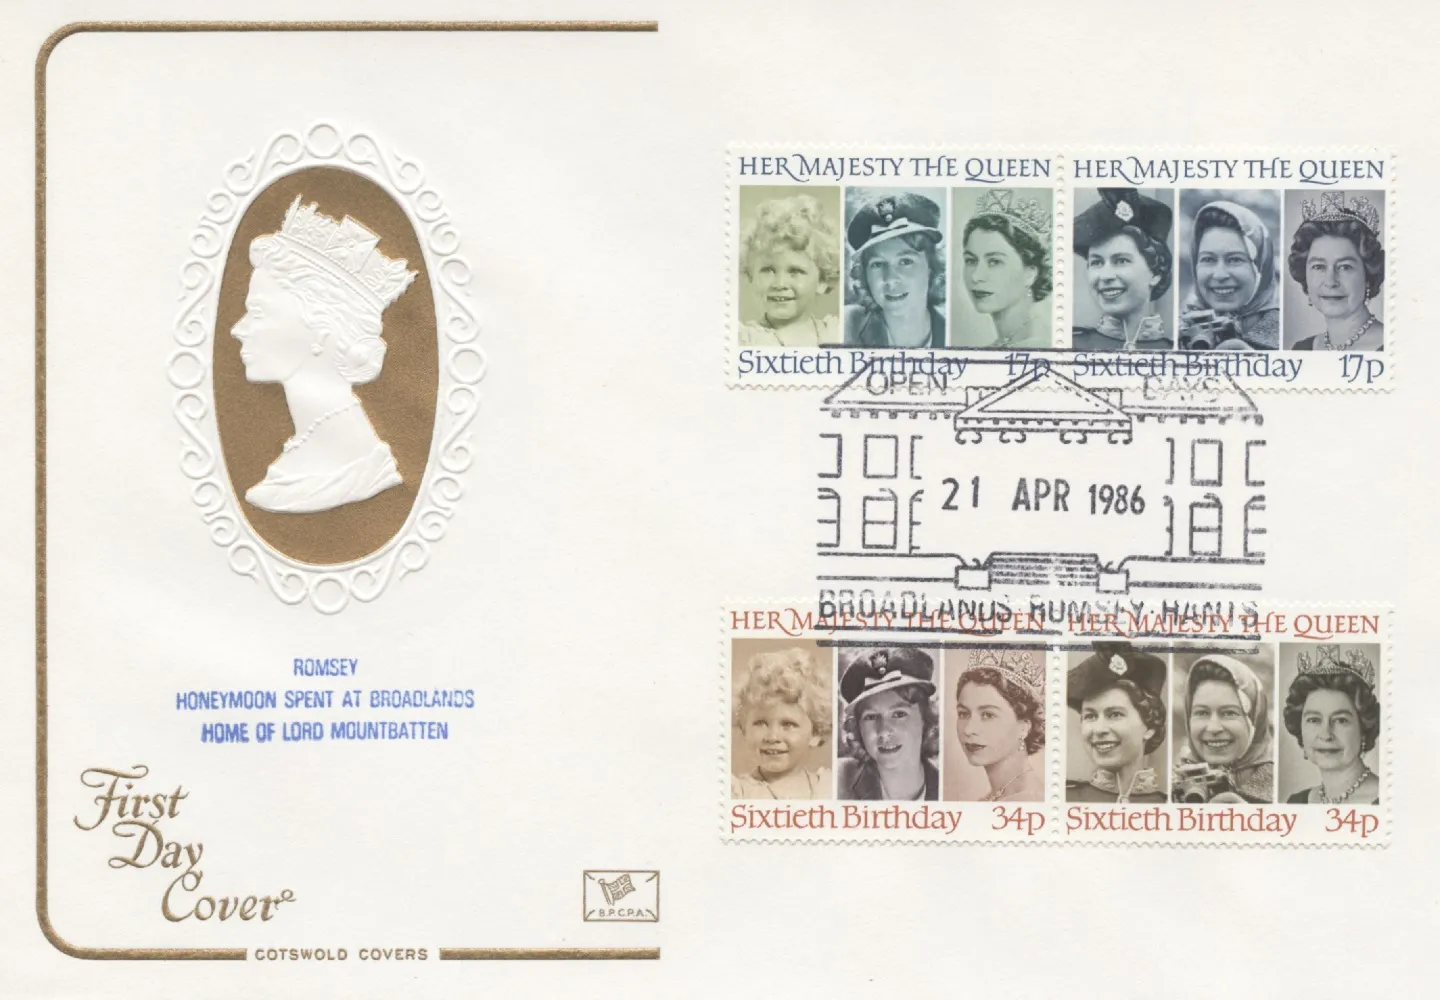 HER MAJESTY THE QUEEN
HER MAJESTY THE QUEEN
Sixtieth Birthday 17p
Sixtieth Birthday 17p
OPEN DAYS
21 APR 1986
BROADLANDS·ROMSEY·HANTS
HER MAJESTY THE QUEEN
HER MAJESTY THE QUEEN
Sixtieth Birthday 34p
Sixtieth Birthday 34p
ROMSEY
HONEYMOON SPENT AT BROADLANDS
HOME OF LORD MOUNTBATTEN
First
Day
Cover
B.P.C.P.A.
COTSWOLD COVERS